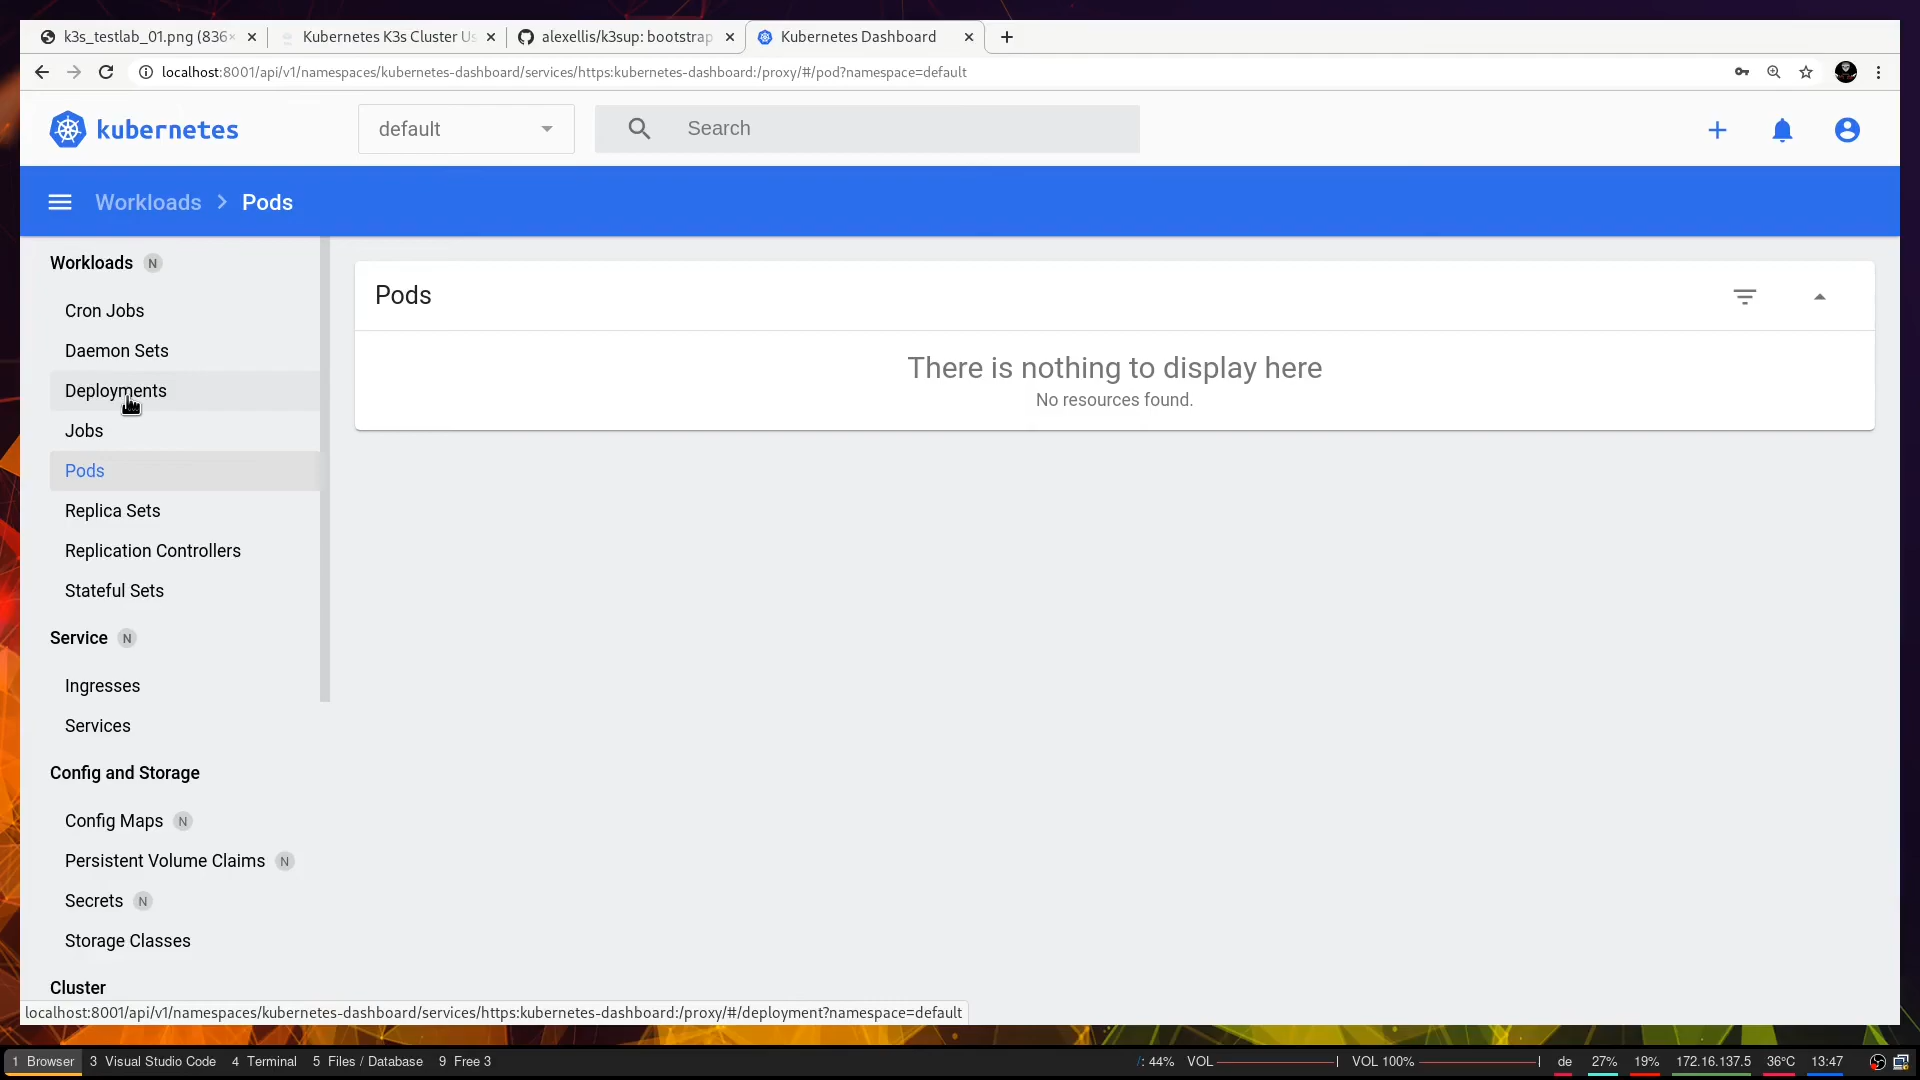 k3s_testlab_01.png (836×
Kubernetes K3s Cluster Us
alexellis/k3sup: bootstrap
Kubernetes Dashboard
localhost:8001/api/v1/namespaces/kubernetes-dashboard/services/https:kubernetes-dashboard:/proxy/#/pod?namespace=default
kubernetes
default
Search
Workloads
Pods
Workloads N
Cron Jobs
Daemon Sets
Deployments
Jobs
Pods
Replica Sets
Replication Controllers
Stateful Sets
Service N
Ingresses
Services
Config and Storage
Config Maps N
Persistent Volume Claims N
Secrets N
Storage Classes
Cluster
Pods
There is nothing to display here
No resources found.
localhost:8001/api/v1/namespaces/kubernetes-dashboard/services/https:kubernetes-dashboard:/proxy/#/deployment?namespace=default
1 Browser 3 Visual Studio Code 4 Terminal 5 Files / Database 9 Free 3
/: 44% VOL VOL 100% de 27% 19% 172.16.137.5 36°C 13:47